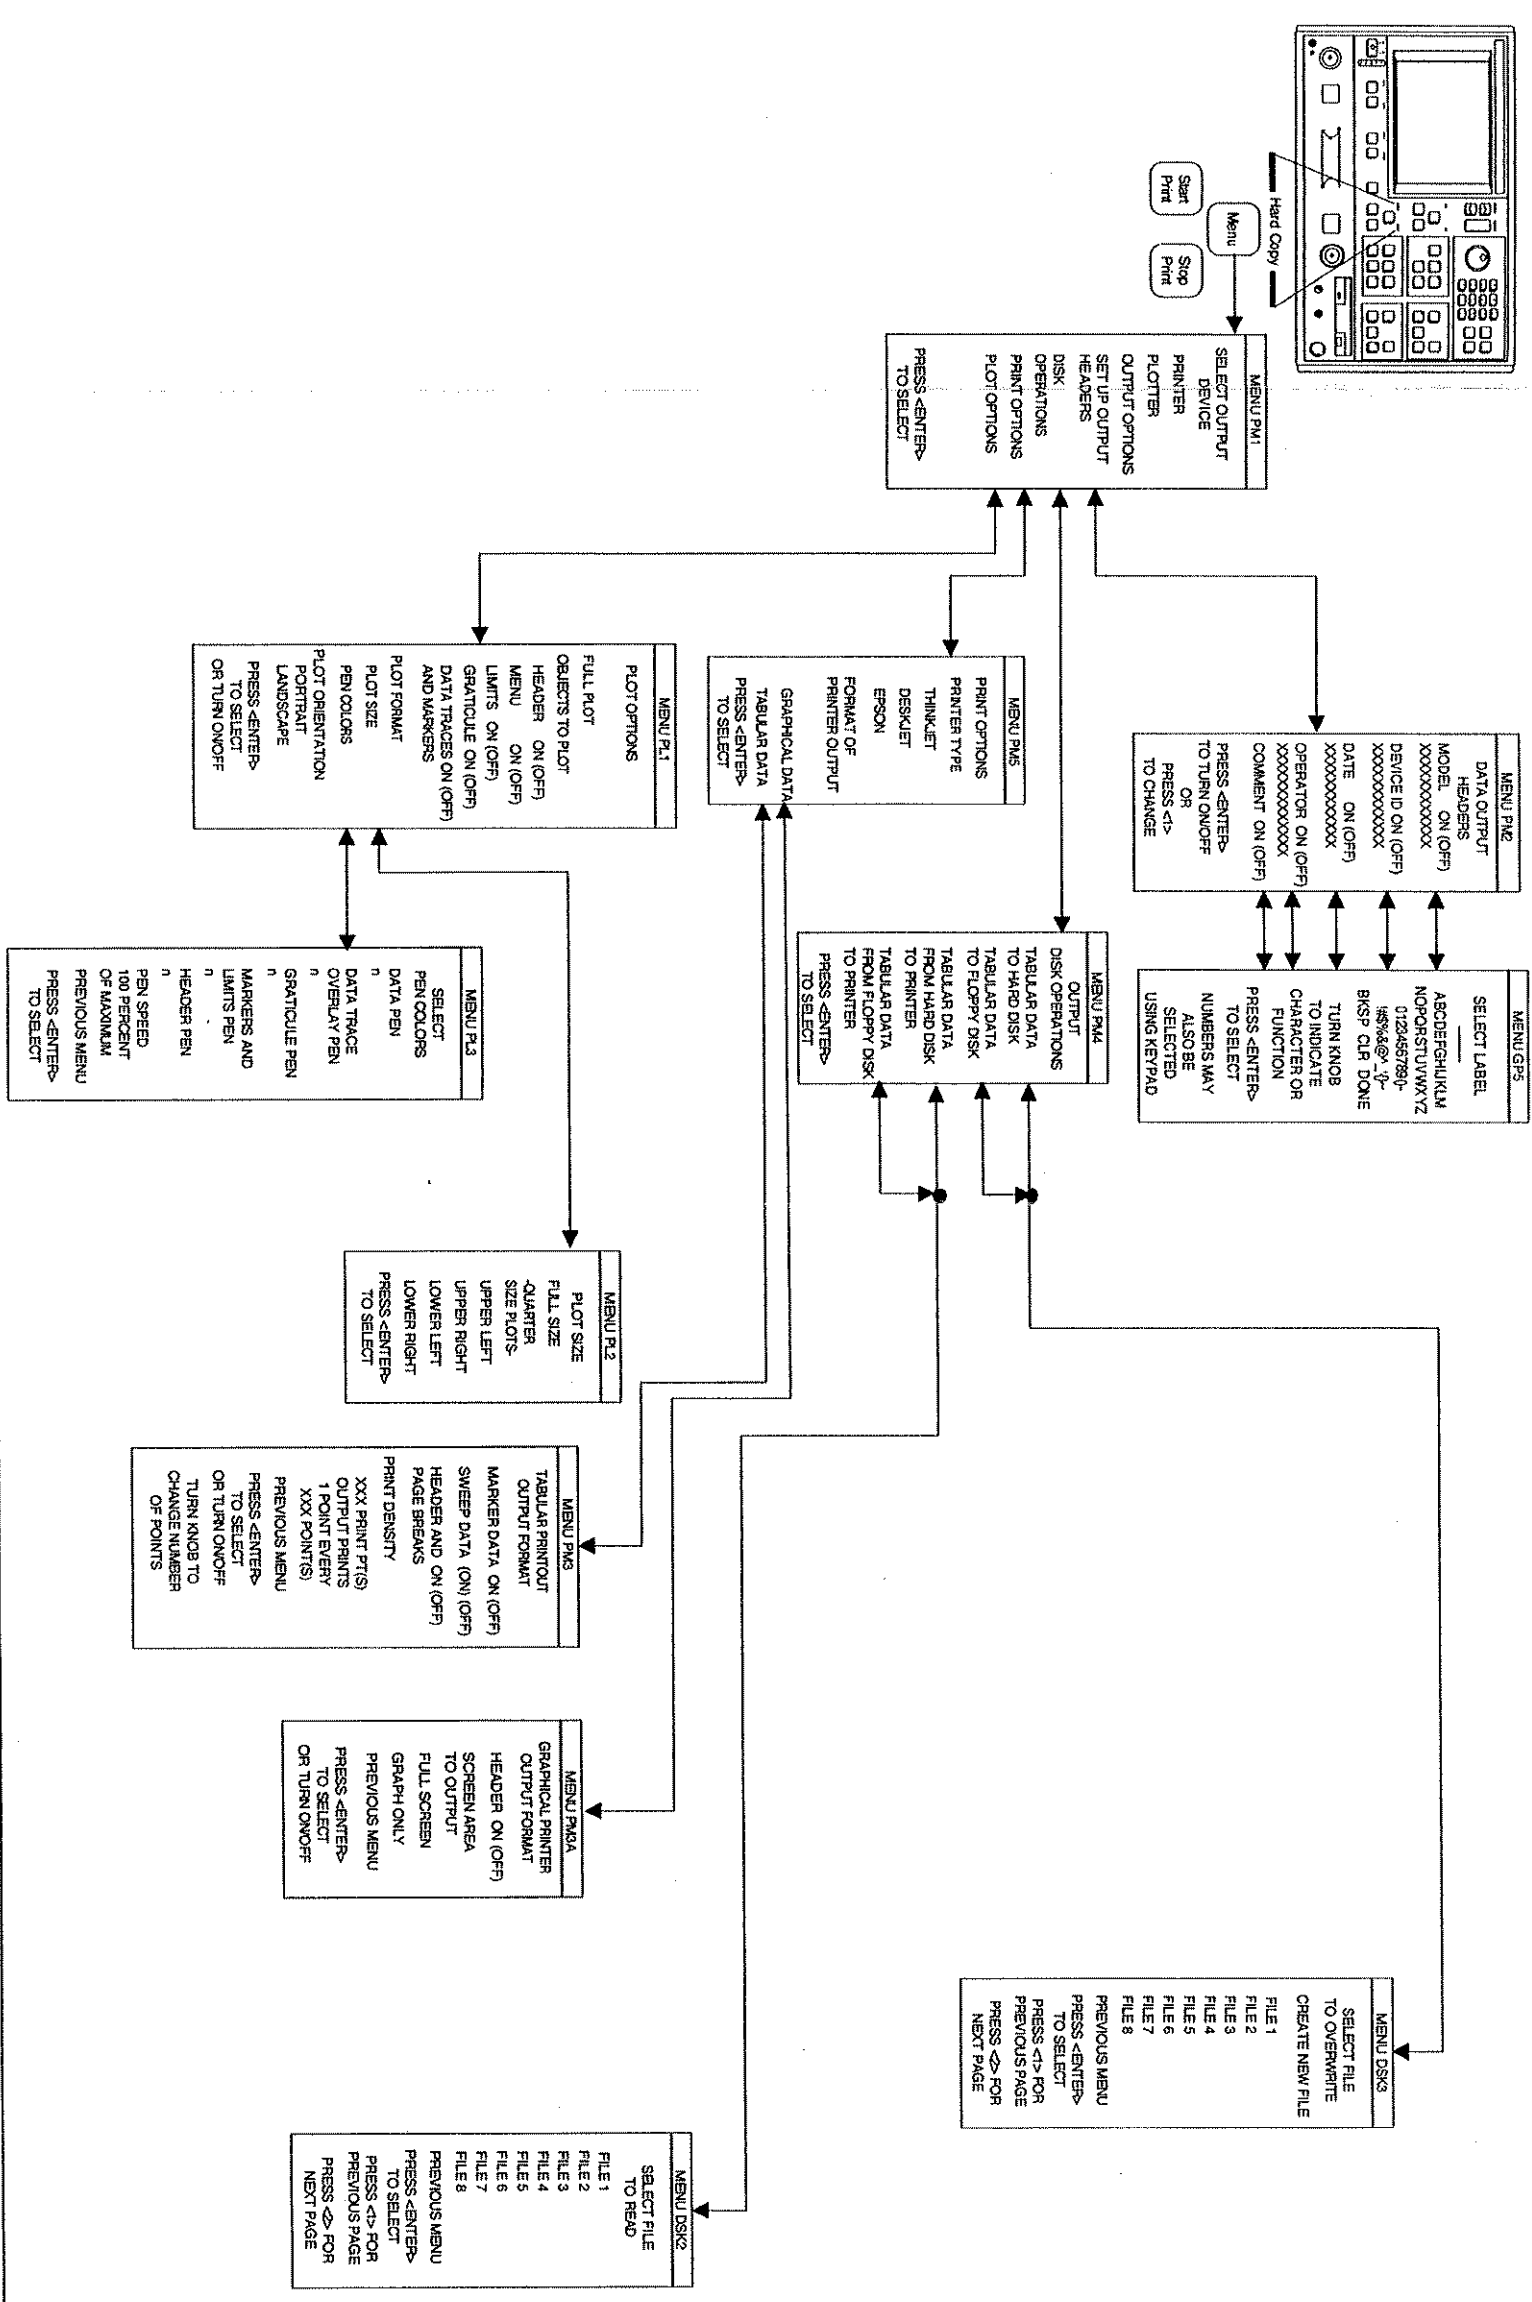 Hard Copy
Menu
Start
Print
Stop
Print
MENU PM1
SELECT OUTPUT
DEVICE
PRINTER
PLOTTER
OUTPUT OPTIONS
SET UP OUTPUT
HEADERS
DISK
OPERATIONS
PRINT OPTIONS
PLOT OPTIONS
PRESS <ENTER>
TO SELECT
MENU PM2
DATA OUTPUT
HEADERS
MODEL ON (OFF)
XXXXXXXXXXXX
DEVICE ID ON (OFF)
XXXXXXXXXXXX
DATE ON (OFF)
XXXXXXXXXXXX
OPERATOR ON (OFF)
XXXXXXXXXXXX
COMMENT ON (OFF)
PRESS <ENTER>
TO TURN ON/OFF
OR
PRESS <1>
TO CHANGE
MENU GP5
SELECT LABEL
ABCDEFGHIJKLM
NOPQRSTUVWXYZ
BKSP CLR DONE
TURN KNOB
TO INDICATE
CHARACTER OR
FUNCTION
PRESS <ENTER>
TO SELECT
NUMBERS MAY
ALSO BE
SELECTED
USING KEYPAD
MENU PM5
PRINT OPTIONS
PRINTER TYPE
THINKJET
DESKJET
EPSON
FORMAT OF
PRINTER OUTPUT
GRAPHICAL DATA
TABULAR DATA
PRESS <ENTER>
TO SELECT
MENU PM4
OUTPUT
DISK OPERATIONS
TABULAR DATA
TO HARD DISK
TABULAR DATA
TO FLOPPY DISK
TABULAR DATA
FROM HARD DISK
TO PRINTER
TABULAR DATA
FROM FLOPPY DISK
TO PRINTER
PRESS <ENTER>
TO SELECT
MENU PL1
PLOT OPTIONS
FULL PLOT
OBJECTS TO PLOT
HEADER ON (OFF)
MENU ON (OFF)
LIMITS ON (OFF)
GRATICULE ON (OFF)
DATA TRACES ON (OFF)
AND MARKERS
PLOT FORMAT
PLOT SIZE
PEN COLORS
PLOT ORIENTATION
PORTRAIT
LANDSCAPE
PRESS <ENTER>
TO SELECT
OR TURN ON/OFF
MENU PL3
SELECT
PEN COLORS
DATA PEN
n
DATA TRACE
OVERLAY PEN
n
GRATICULE PEN
n
MARKERS AND
LIMITS PEN
n
HEADER PEN
n
PEN SPEED
100 PERCENT
OF MAXIMUM
PREVIOUS MENU
PRESS <ENTER>
TO SELECT
MENU PL2
PLOT SIZE
FULL SIZE
-QUARTER
SIZE PLOTS-
UPPER LEFT
UPPER RIGHT
LOWER LEFT
LOWER RIGHT
PRESS <ENTER>
TO SELECT
MENU PM3
TABULAR PRINTOUT
OUTPUT FORMAT
MARKER DATA ON (OFF)
SWEEP DATA (ON) (OFF)
HEADER AND ON (OFF)
PAGE BREAKS
PRINT DENSITY
XXX PRINT PT(S)
OUTPUT PRINTS
1 POINT EVERY
XXX POINT(S)
PREVIOUS MENU
PRESS <ENTER>
TO SELECT
OR TURN ON/OFF
TURN KNOB TO
CHANGE NUMBER
OF POINTS
MENU PM3A
GRAPHICAL PRINTER
OUTPUT FORMAT
HEADER ON (OFF)
SCREEN AREA
TO OUTPUT
FULL SCREEN
GRAPH ONLY
PREVIOUS MENU
PRESS <ENTER>
TO SELECT
OR TURN ON/OFF
MENU DSK3
SELECT FILE
TO OVERWRITE
CREATE NEW FILE
FILE 1
FILE 2
FILE 3
FILE 4
FILE 5
FILE 6
FILE 7
FILE 8
PREVIOUS MENU
PRESS <ENTER>
TO SELECT
PRESS <1> FOR
PREVIOUS PAGE
PRESS <2> FOR
NEXT PAGE
MENU DSK2
SELECT FILE
TO READ
FILE 1
FILE 2
FILE 3
FILE 4
FILE 5
FILE 6
FILE 7
FILE 8
PREVIOUS MENU
PRESS <ENTER>
TO SELECT
PRESS <1> FOR
PREVIOUS PAGE
PRESS <2> FOR
NEXT PAGE